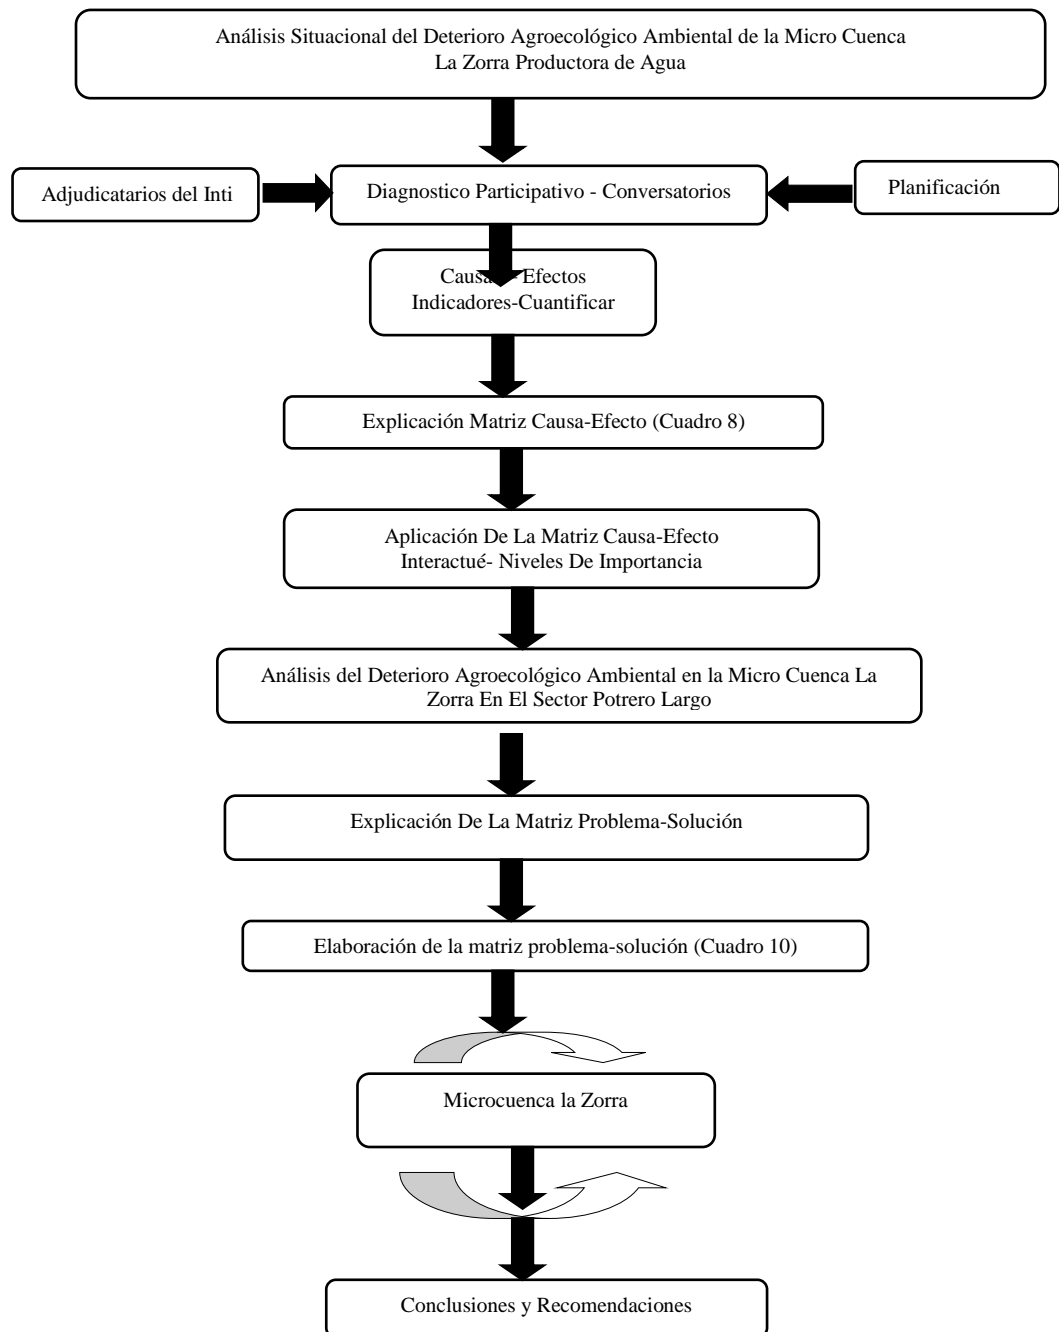 Análisis Situacional del Deterioro Agroecológico Ambiental de la Micro Cuenca
La Zorra Productora de Agua
Adjudicatarios del Inti
Diagnostico Participativo - Conversatorios
Planificación
Causa Efectos
Indicadores-Cuantificar
Explicación Matriz Causa-Efecto (Cuadro 8)
Aplicación De La Matriz Causa-Efecto
Interactué- Niveles De Importancia
Análisis del Deterioro Agroecológico Ambiental en la Micro Cuenca La
Zorra En El Sector Potrero Largo
Explicación De La Matriz Problema-Solución
Elaboración de la matriz problema-solución (Cuadro 10)
Microcuenca la Zorra
Conclusiones y Recomendaciones